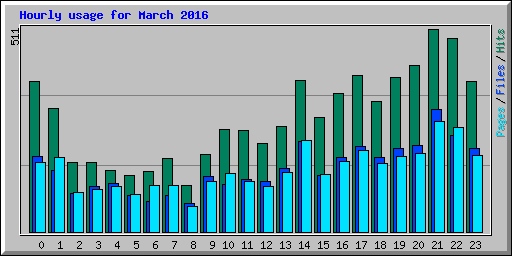 Hourly usage for March 2016
511
Pages / Files / Hits
0 1 2 3 4 5 6 7 8 9 10 11 12 13 14 15 16 17 18 19 20 21 22 23